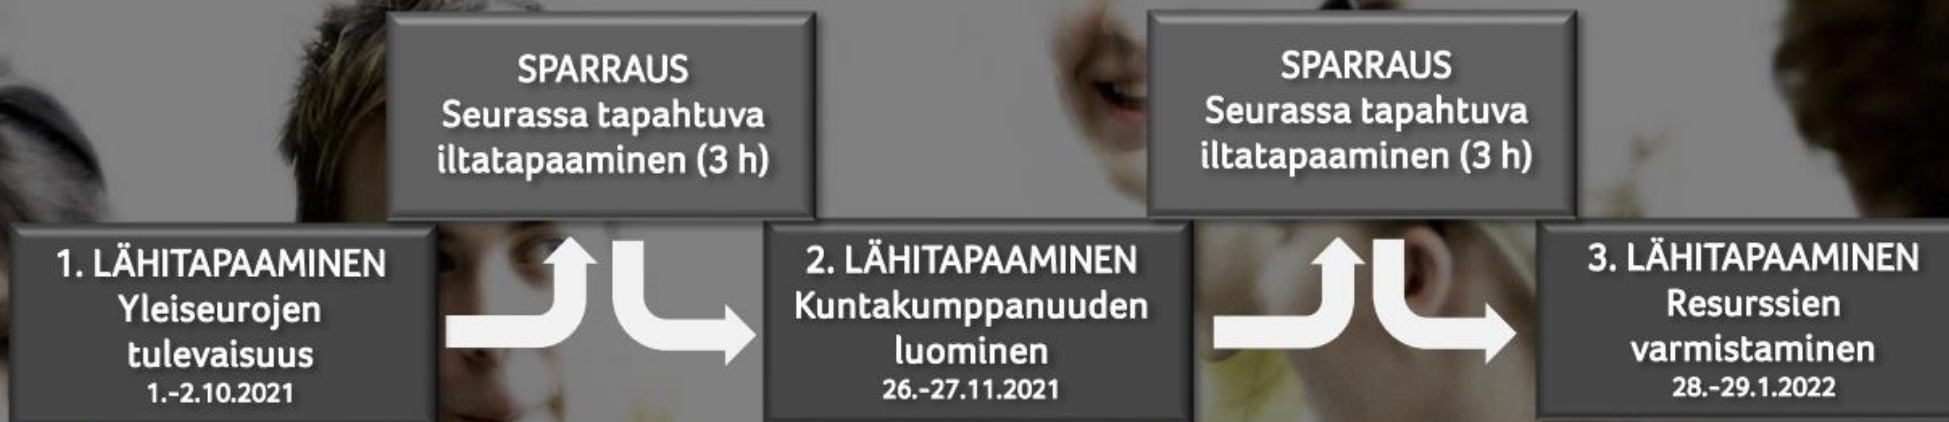 1. LÄHITAPAAMINEN
Yleiseurojen
tulevaisuus
1.-2.10.2021
SPARRAUS
Seurassa tapahtuva
iltatapaaminen (3 h)
2. LÄHITAPAAMINEN
Kuntakumppanuuden
luominen
26.-27.11.2021
SPARRAUS
Seurassa tapahtuva
iltatapaaminen (3 h)
3. LÄHITAPAAMINEN
Resurssien
varmistaminen
28.-29.1.2022